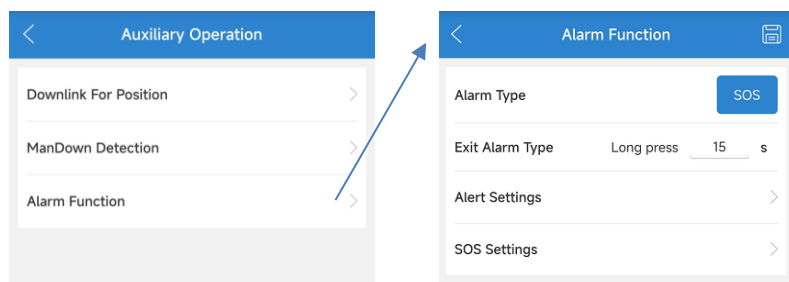 Auxiliary Operation
Downlink For Position
ManDown Detection
Alarm Function
Alarm Function
Alarm Type SOS
Exit Alarm Type Long press 15 s
Alert Settings
SOS Settings